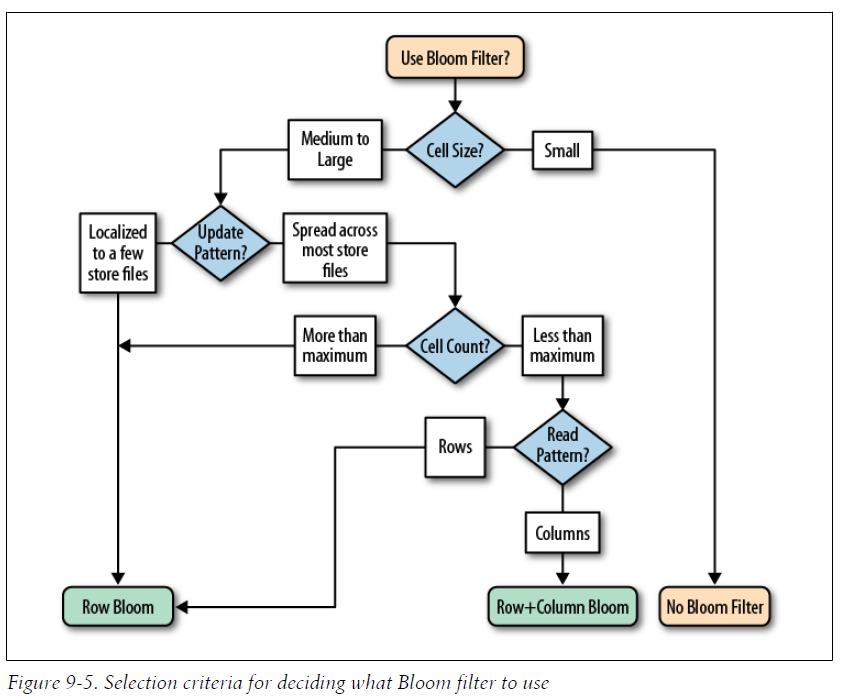 Use Bloom Filter?
Medium to
Large
Cell Size?
Small
Localized
to a few
store files
Update
Pattern?
Spread across
most store
files
More than
maximum
Cell Count?
Less than
maximum
Rows
Read
Pattern?
Columns
Row Bloom
Row+Column Bloom
No Bloom Filter
Figure 9-5. Selection criteria for deciding what Bloom filter to use